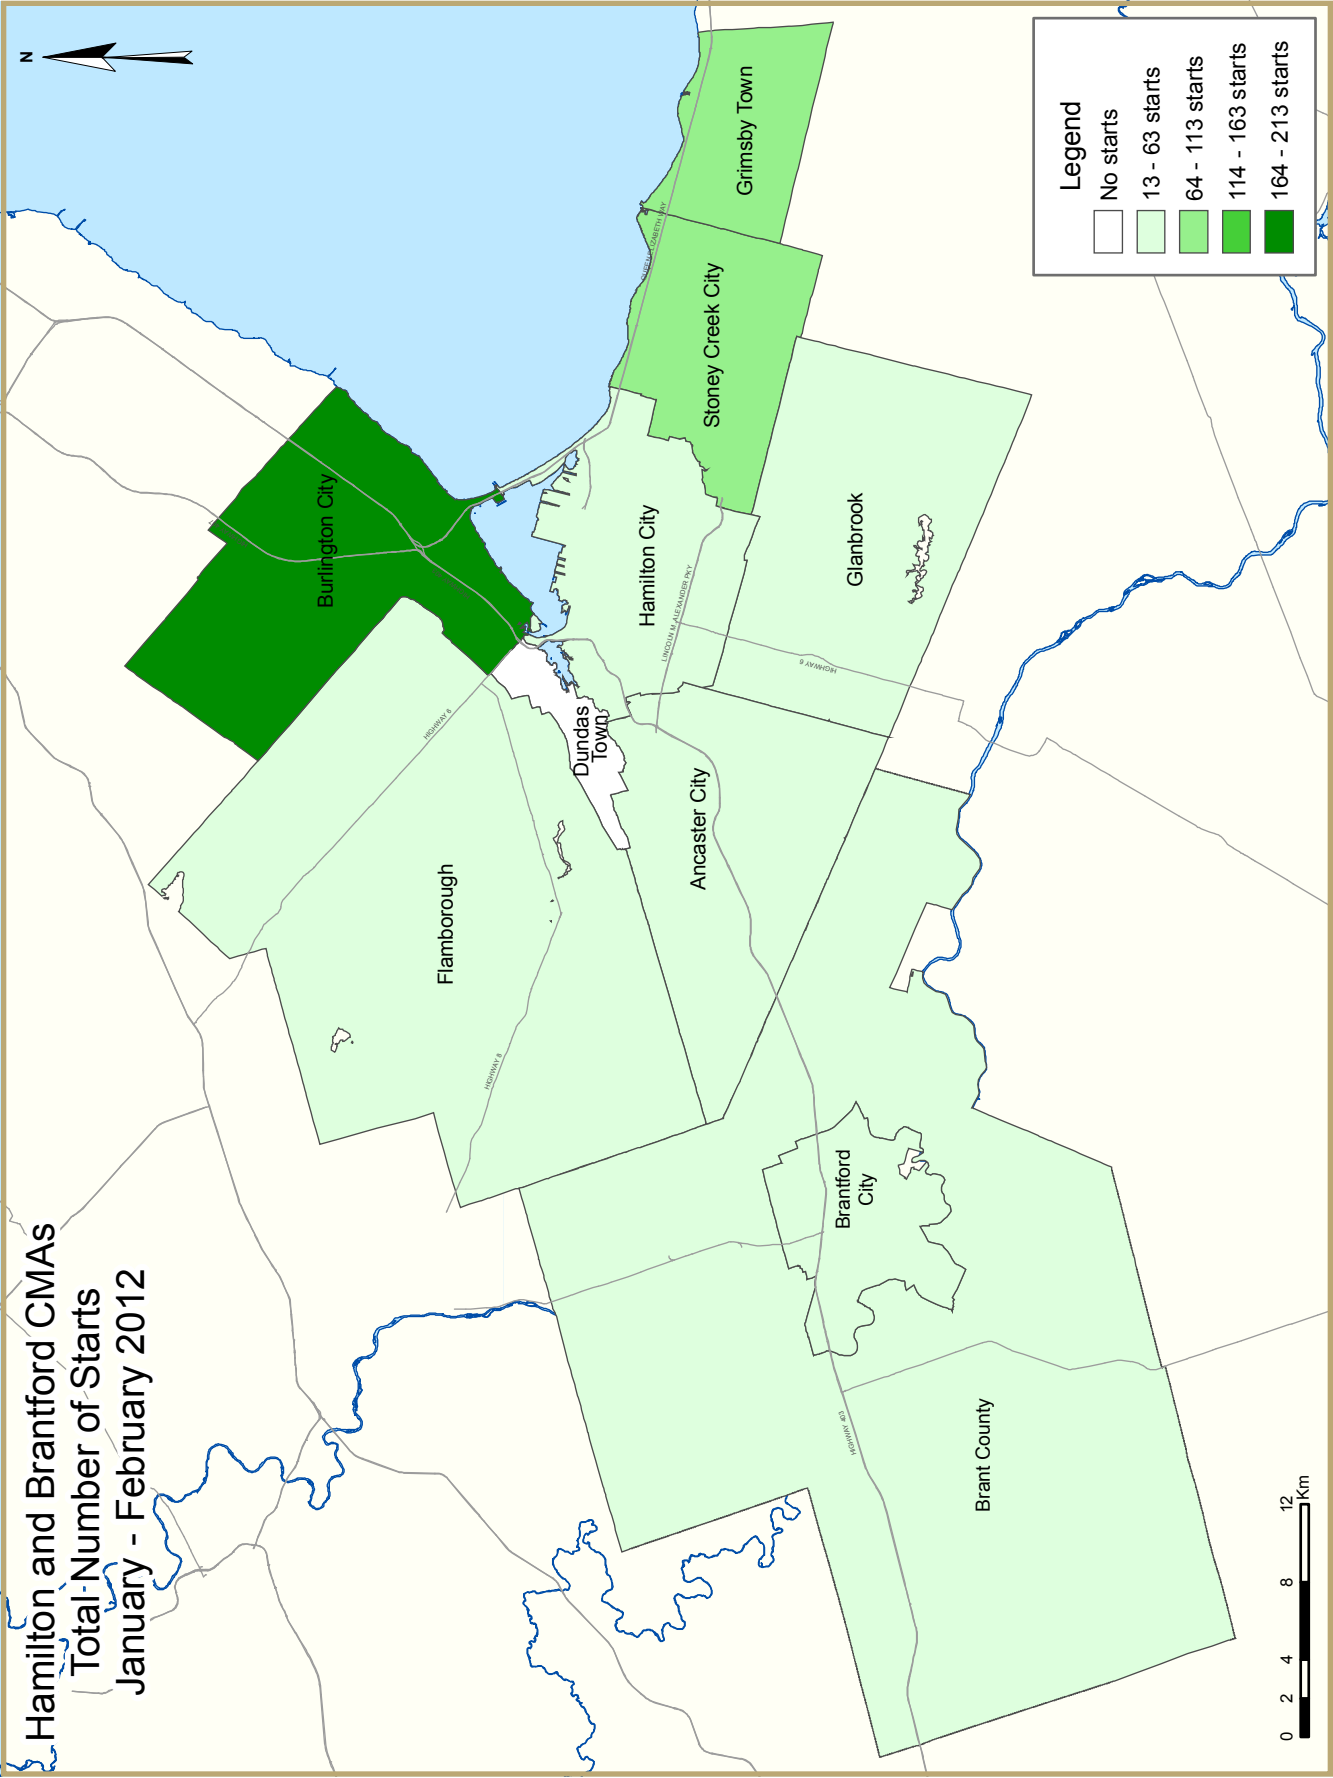 Hamilton and Brantford CMAs
Total Number of Starts
January - February 2012
N
Burlington City
Flamborough
HIGHWAY 6
HIGHWAY 8
Dundas
Town
Hamilton City
LINCOLN M. ALEXANDER PKY
QUEEN ELIZABETH WAY
Stoney Creek City
Grimsby Town
Glanbrook
HIGHWAY 6
Ancaster City
Brantford
City
HIGHWAY 403
Brant County
Legend
No starts
13 - 63 starts
64 - 113 starts
114 - 163 starts
164 - 213 starts
0 2 4 8 12
Km